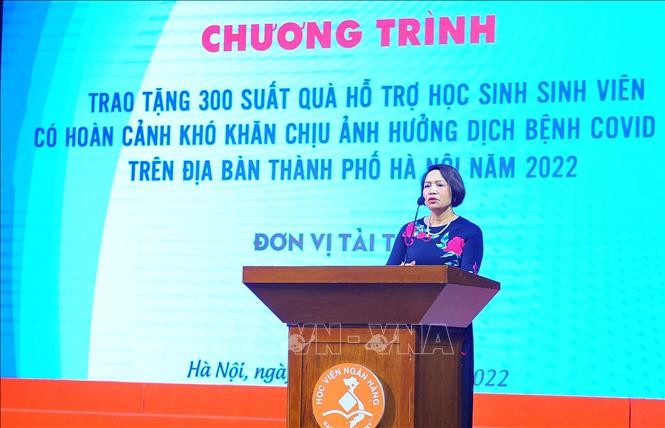 CHƯƠNG TRÌNH
TRAO TẶNG 300 SUẤT QUÀ HỖ TRỢ HỌC SINH SINH VIÊN
CÓ HOÀN CẢNH KHÓ KHĂN CHỊU ẢNH HƯỞNG DỊCH BỆNH COVID
TRÊN ĐỊA BÀN THÀNH PHỐ HÀ NỘI NĂM 2022
ĐƠN VỊ TÀI
TTXVN-VNA
Hà Nội, 2022
HỌC VIỆN NGÂN HÀNG